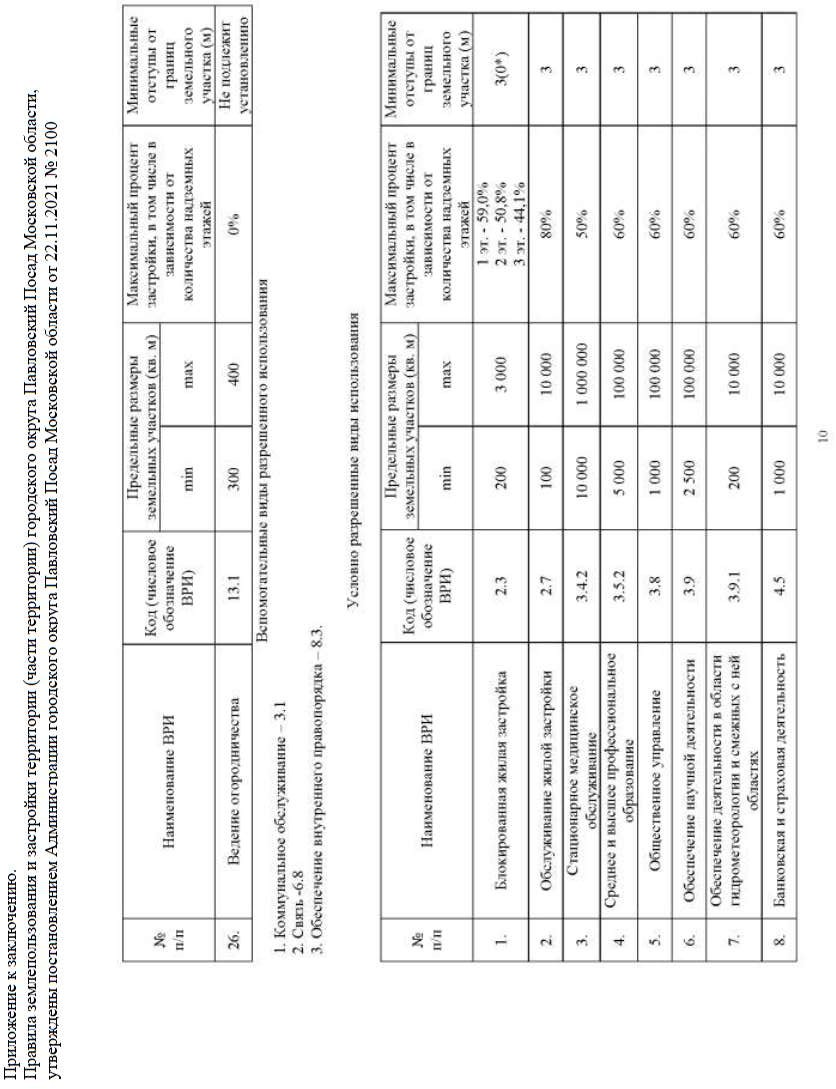 Приложение к заключению.
Правила землепользования и застройки территории (части территории) городского округа Павловский Посад Московской области,
утверждены постановлением Администрации городского округа Павловский Посад Московской области от 22.11.2021 № 2100
№ п/п Наименование ВРИ Код (числовое обозначение ВРИ) Предельные размеры земельных участков (кв. м) Максимальный процент застройки, в том числе в зависимости от количества надземных этажей Минимальные отступы от границ земельного участка (м)
min max
26. Ведение огородничества 13.1 300 400 0% Не подлежит установлению
Вспомогательные виды разрешенного использования
1. Коммунальное обслуживание – 3.1
2. Связь -6.8
3. Обеспечение внутреннего правопорядка – 8.3.
Условно разрешенные виды использования
№ п/п Наименование ВРИ Код (числовое обозначение ВРИ) Предельные размеры земельных участков (кв. м) Максимальный процент застройки, в том числе в зависимости от количества надземных этажей Минимальные отступы от границ земельного участка (м)
min max
1. Блокированная жилая застройка 2.3 200 3 000 1 эт. - 59,0% 2 эт. - 50,8% 3 эт. - 44,1% 3(0*)
2. Обслуживание жилой застройки 2.7 100 10 000 80% 3
3. Стационарное медицинское обслуживание 3.4.2 10 000 1 000 000 50% 3
4. Среднее и высшее профессиональное образование 3.5.2 5 000 100 000 60% 3
5. Общественное управление 3.8 1 000 100 000 60% 3
6. Обеспечение научной деятельности 3.9 2 500 100 000 60% 3
7. Обеспечение деятельности в области гидрометеорологии и смежных с ней областях 3.9.1 200 10 000 60% 3
8. Банковская и страховая деятельность 4.5 1 000 10 000 60% 3
10